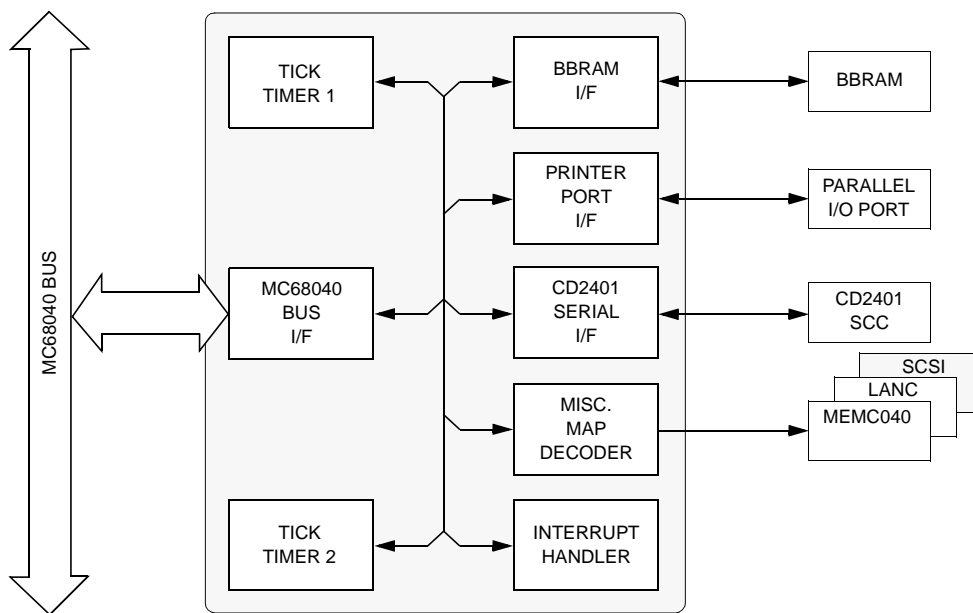 MC68040 BUS
TICK
TIMER 1
BBRAM
I/F
BBRAM
PRINTER
PORT
I/F
PARALLEL
I/O PORT
MC68040
BUS
I/F
CD2401
SERIAL
I/F
CD2401
SCC
SCSI
LANC
MEMC040
MISC.
MAP
DECODER
TICK
TIMER 2
INTERRUPT
HANDLER